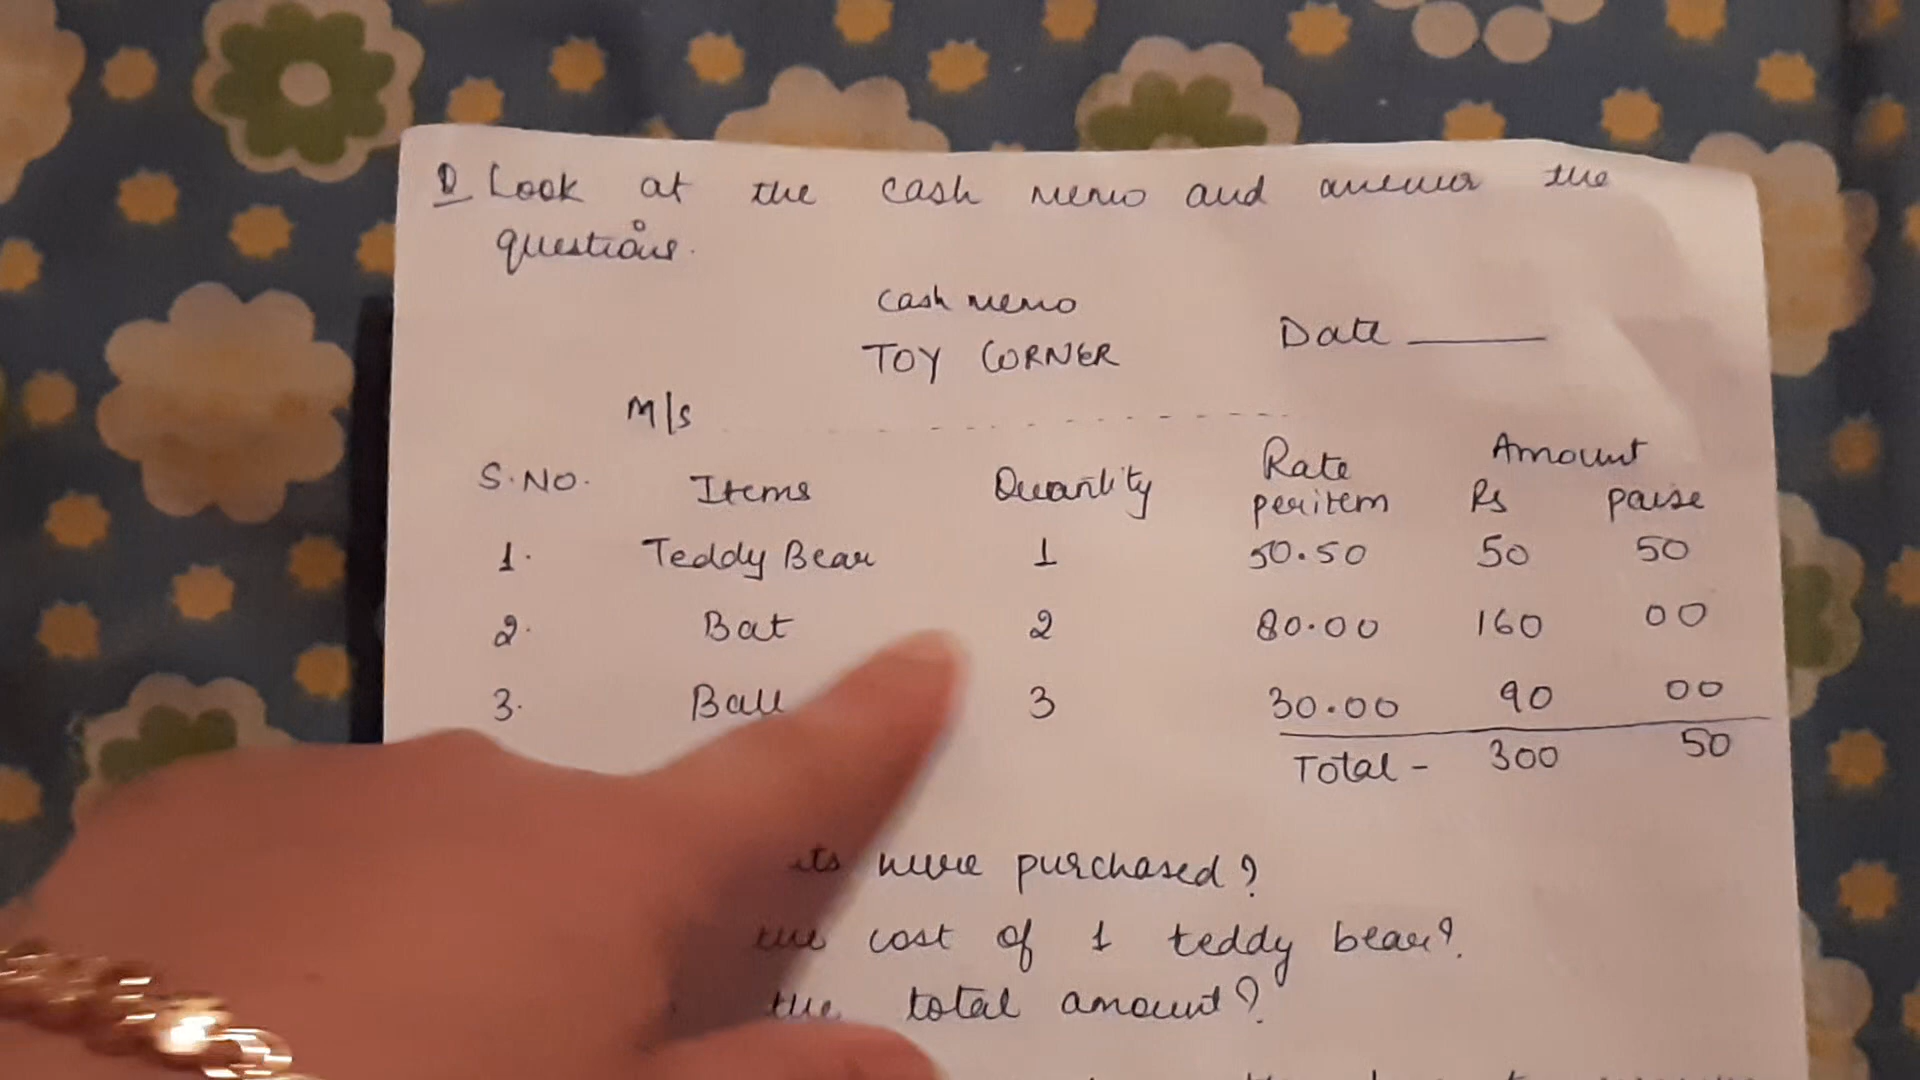 Q Look at the cash memo and answer the
questions.
Cash memo
TOY CORNER
Date
M/s
S.NO. Items Quantity Rate per item Amount Rs paise
1. Teddy Bear 1 50.50 50 50
2. Bat 2 80.00 160 00
3. Ball 3 30.00 90 00
Total - 300 50
were purchased?
the cost of 1 teddy bear?
the total amount?